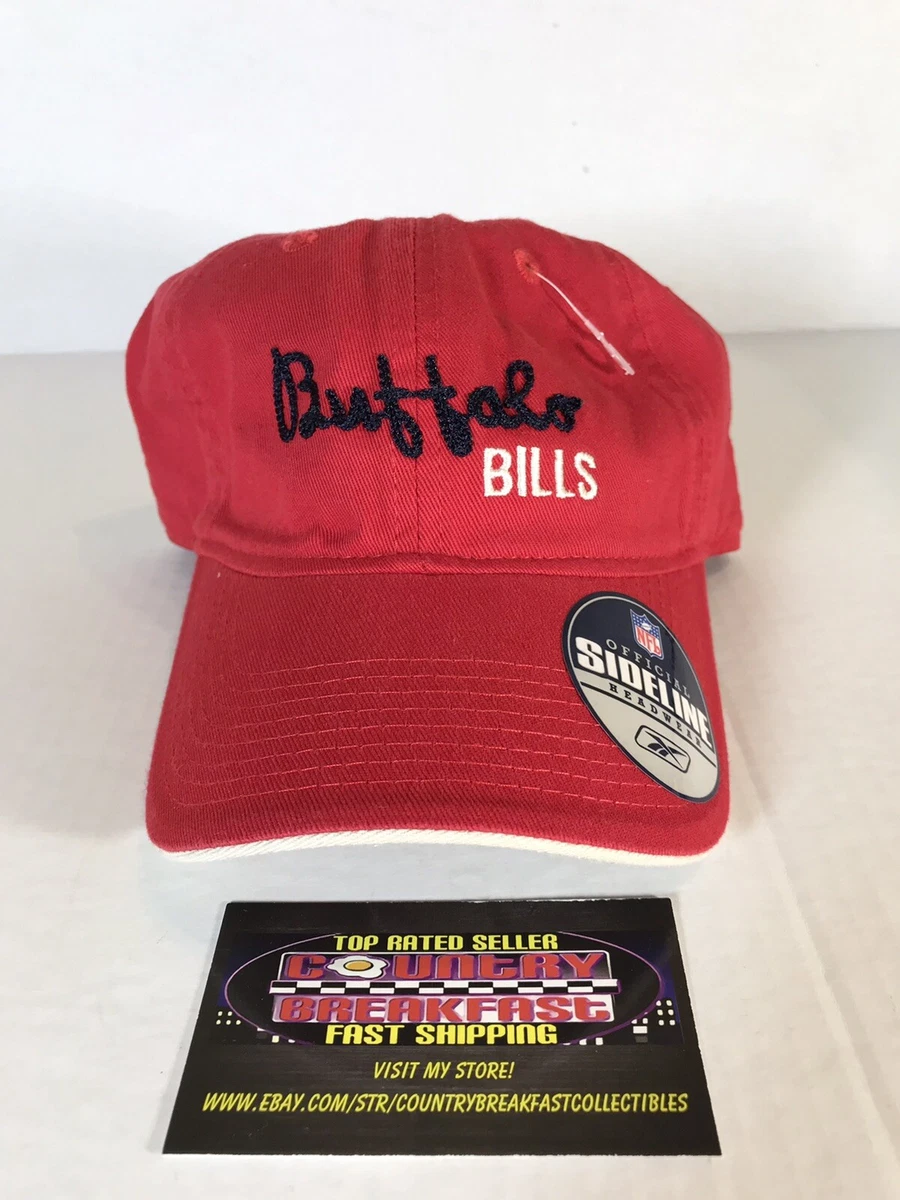 Buffalo
BILLS
NFL
OFFICIAL
SIDELINE
HEADWEAR
TOP RATED SELLER
COUNTRY
BREAKFAST
FAST SHIPPING
VISIT MY STORE!
WWW.EBAY.COM/STR/COUNTRYBREAKFASTCOLLECTIBLES